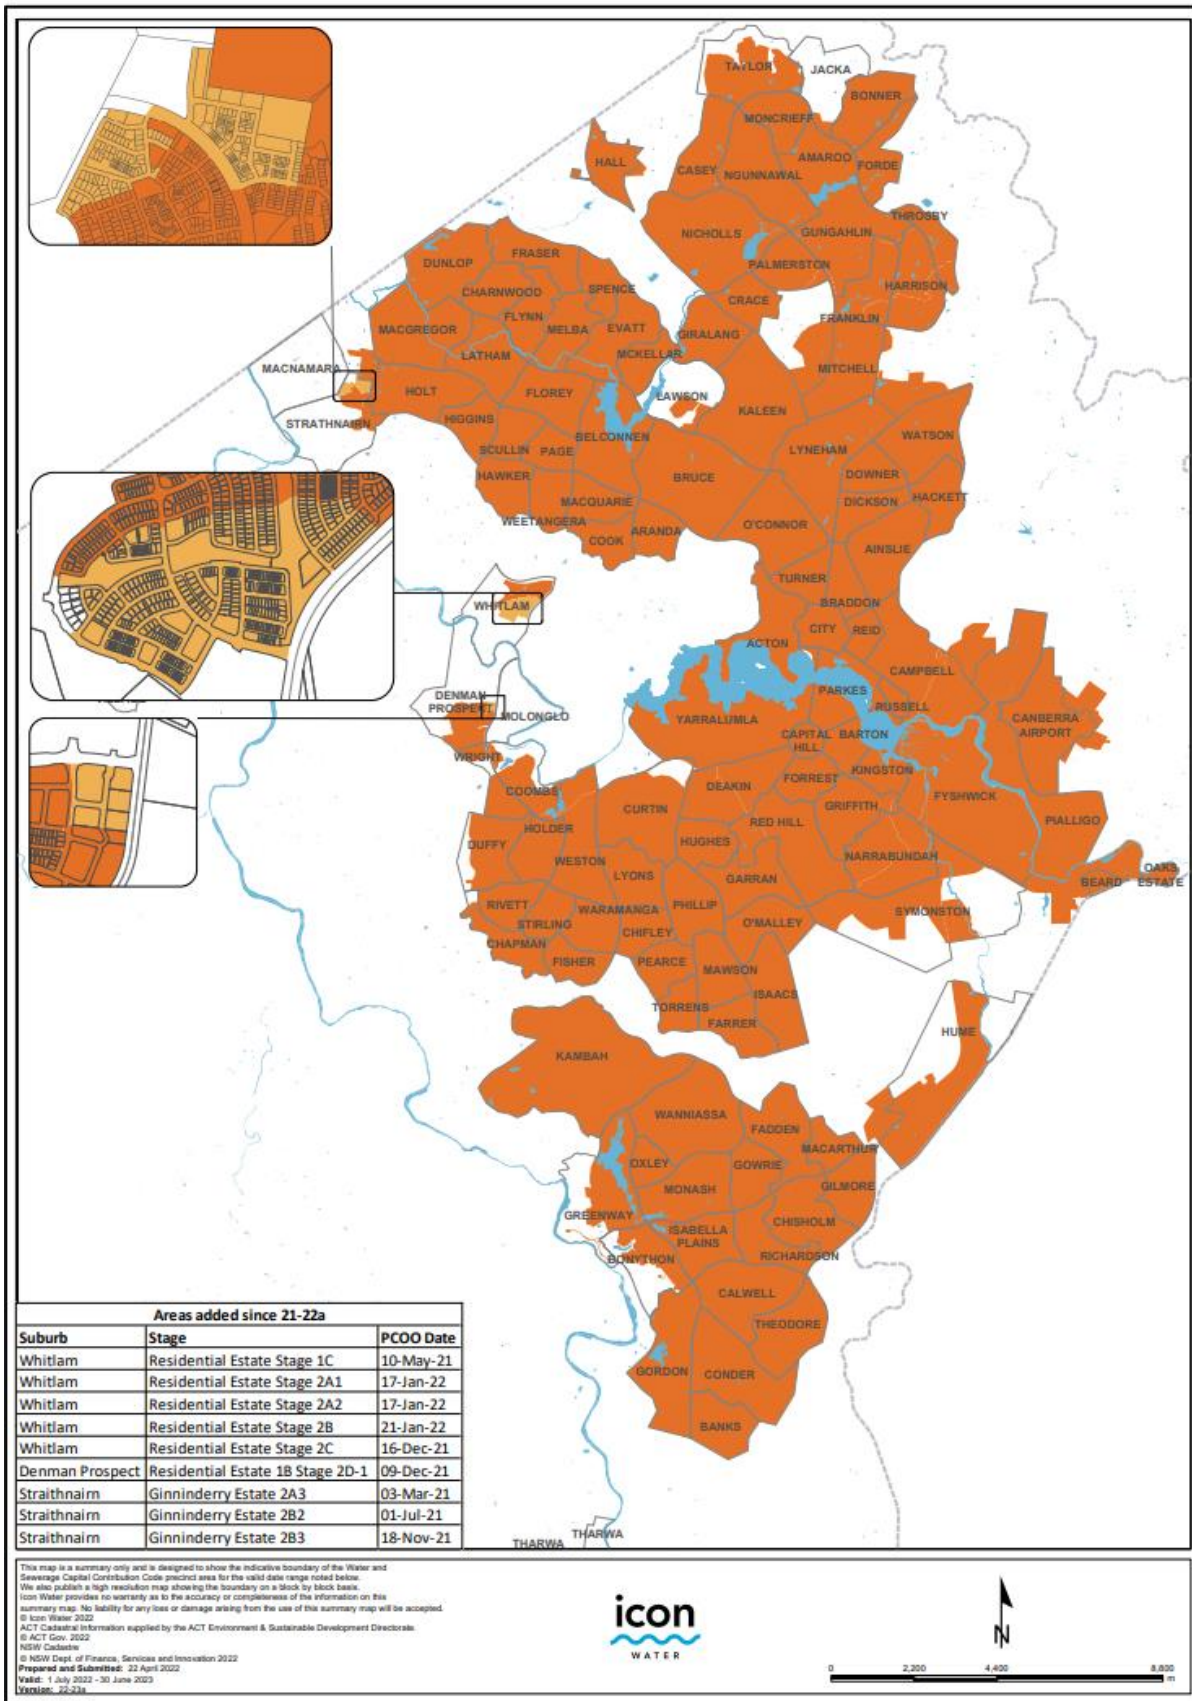 TAYLOR
JACKA
BONNER
MONCRIEFF
HALL
CASEY
NGUNNAWAL
AMAROO
FORDE
THROSBY
NICHOLLS
GUNGAHLIN
PALMERSTON
HARRISON
CRACE
FRANKLIN
GIRALANG
MITCHELL
DUNLOP
FRASER
CHARNWOOD
SPENCE
FLYNN
MACGREGOR
MELBA
EVATT
LATHAM
MCKELLAR
MACNAMARA
HOLT
FLOREY
LAWSON
KALEEN
STRATHNAIRN
HIGGINS
BELCONNEN
LYNEHAM
WATSON
SCULLIN
PAGE
HAWKER
BRUCE
DOWNER
DICKSON
HACKETT
MACQUARIE
WEETANGERA
COOK
ARANDA
O'CONNOR
AINSLIE
TURNER
BRADDON
WHITLAM
CITY
REID
ACTON
CAMPBELL
DENMAN
PROSPECT
MOLONGLO
PARKES
RUSSELL
YARRALUMLA
CAPITAL
HILL
BARTON
CANBERRA
AIRPORT
WRIGHT
COOMBS
DEAKIN
FORREST
KINGSTON
FYSHWICK
CURTIN
GRIFFITH
RED HILL
PIALLIGO
HOLDER
DUFFY
HUGHES
WESTON
LYONS
GARRAN
NARRABUNDAH
BEARD
OAKS
ESTATE
RIVETT
WARAMANGA
PHILLIP
SYMONSTON
STIRLING
CHIFLEY
O'MALLEY
CHAPMAN
FISHER
PEARCE
MAWSON
ISAACS
TORRENS
FARRER
HUME
KAMBAH
WANNIASSA
FADDEN
MACARTHUR
OXLEY
GOWRIE
MONASH
GILMORE
GREENWAY
ISABELLA
PLAINS
CHISHOLM
BONYTHON
RICHARDSON
CALWELL
THEODORE
GORDON
CONDER
BANKS
THARWA
THARWA
Areas added since 21-22a
Suburb Stage PCOO Date
Whitlam Residential Estate Stage 1C 10-May-21
Whitlam Residential Estate Stage 2A1 17-Jan-22
Whitlam Residential Estate Stage 2A2 17-Jan-22
Whitlam Residential Estate Stage 2B 21-Jan-22
Whitlam Residential Estate Stage 2C 16-Dec-21
Denman Prospect Residential Estate 1B Stage 2D-1 09-Dec-21
Straithnairn Ginninderry Estate 2A3 03-Mar-21
Straithnairn Ginninderry Estate 2B2 01-Jul-21
Straithnairn Ginninderry Estate 2B3 18-Nov-21
This map is a summary only and is designed to show the indicative boundary of the Water and
Sewerage Capital Contribution Code precinct area for the valid date range noted below.
We also publish a high resolution map showing the boundary on a block by block basis.
Icon Water provides no warranty as to the accuracy or completeness of the information on this
summary map. No liability for any loss or damage arising from the use of this summary map will be accepted.
© Icon Water 2022
ACT Cadastral Information supplied by the ACT Environment & Sustainable Development Directorate.
© ACT Gov. 2022
NSW Cadastre
© NSW Dept. of Finance, Services and Innovation 2022
Prepared and Submitted: 22 April 2022
Valid: 1 July 2022 - 30 June 2023
Version: 22-23a
icon
WATER
N
0 2,200 4,400 8,800
m